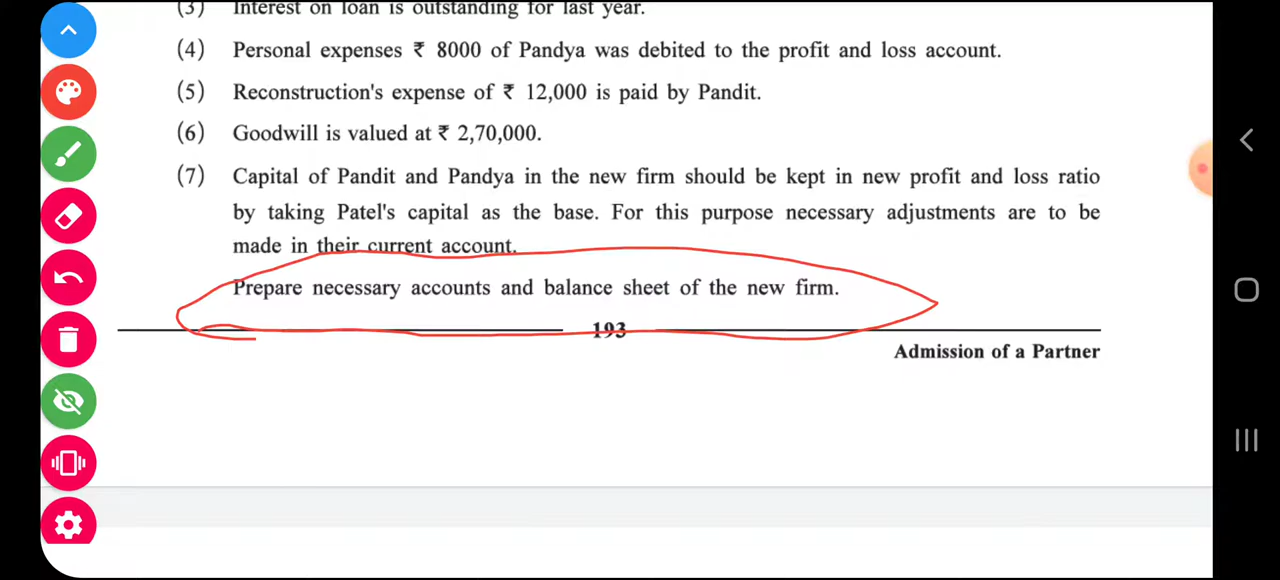 (3) Interest on loan is outstanding for last year.
(4) Personal expenses ₹ 8000 of Pandya was debited to the profit and loss account.
(5) Reconstruction's expense of ₹ 12,000 is paid by Pandit.
(6) Goodwill is valued at ₹ 2,70,000.
(7) Capital of Pandit and Pandya in the new firm should be kept in new profit and loss ratio
by taking Patel's capital as the base. For this purpose necessary adjustments are to be
made in their current account.
Prepare necessary accounts and balance sheet of the new firm.
193
Admission of a Partner